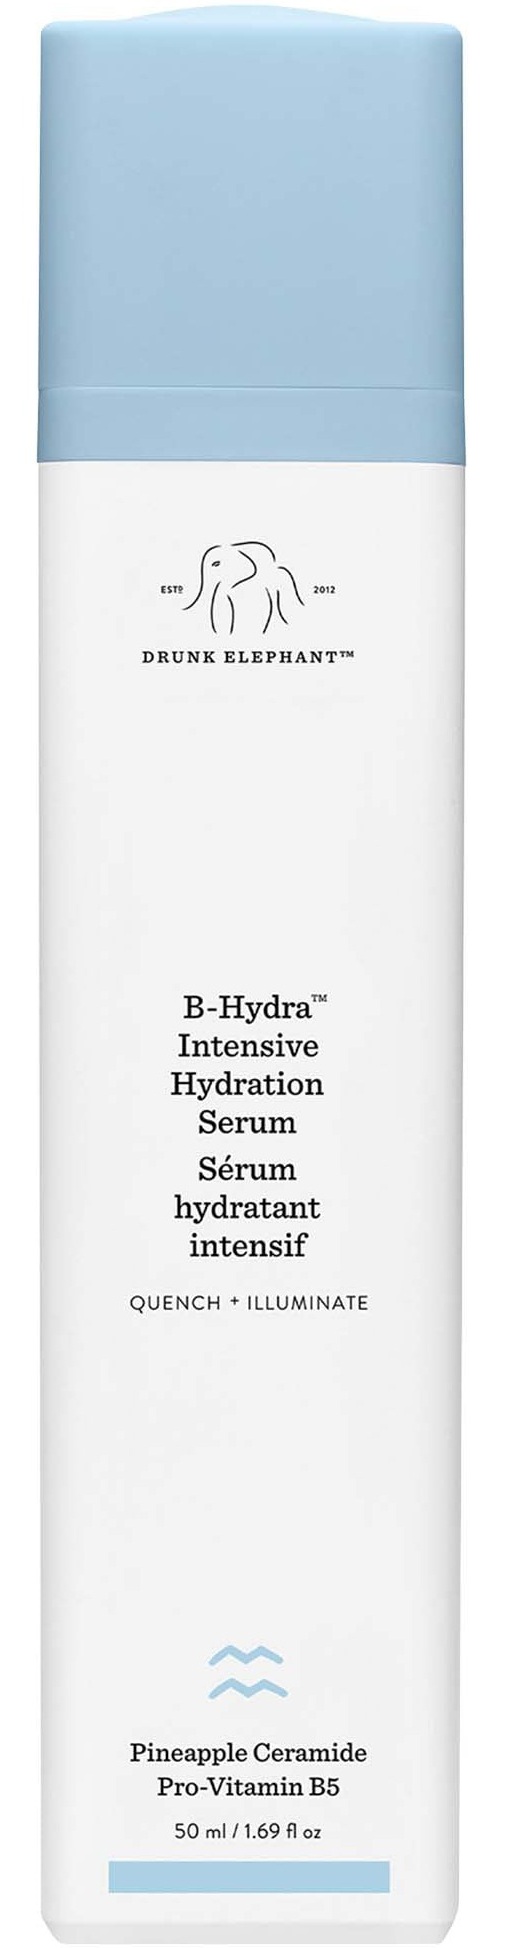 ESTD 2012
DRUNK ELEPHANT™
B-Hydra™
Intensive
Hydration
Serum
Sérum
hydratant
intensif
QUENCH + ILLUMINATE
Pineapple Ceramide
Pro-Vitamin B5
50 ml / 1.69 fl oz